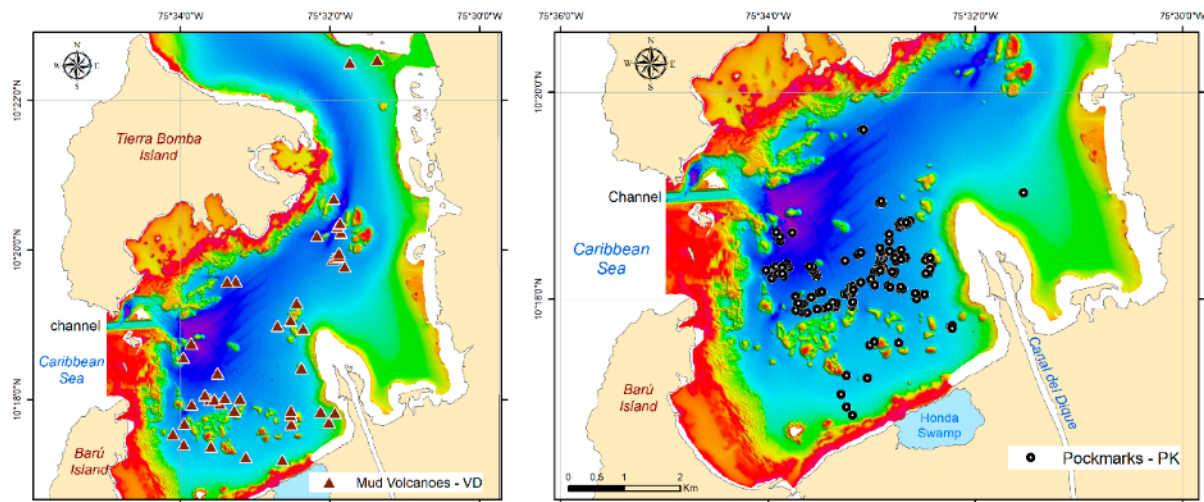 75°34'0"W 75°32'0"W 75°30'0"W
10°22'0"N
10°20'0"N
10°18'0"N
N
W E
S
Tierra Bomba
Island
channel
Caribbean
Sea
Barú
Island
Mud Volcanoes - VD
75°36'0"W 75°34'0"W 75°32'0"W 75°30'0"W
10°20'0"N
10°18'0"N
N
W E
S
Channel
Caribbean
Sea
Barú
Island
Canal del Dique
Honda
Swamp
0 0.5 1 2
Km
Pockmarks - PK